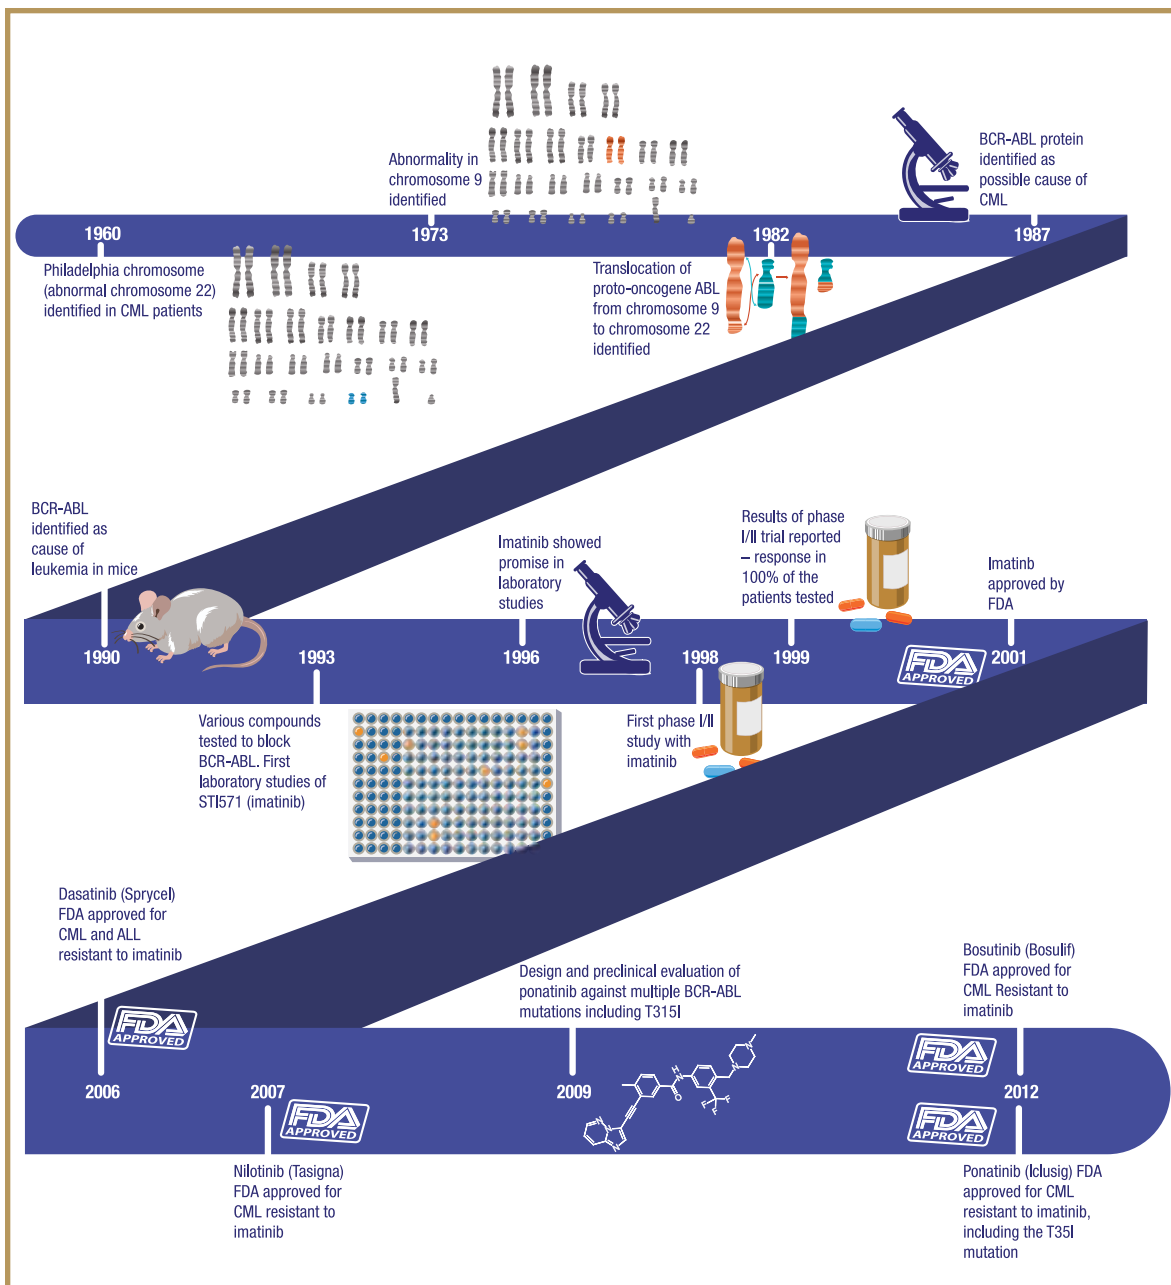 Abnormality in
chromosome 9
identified
BCR-ABL protein
identified as
possible cause of
CML
1960
1973
1982
1987
Philadelphia chromosome
(abnormal chromosome 22)
identified in CML patients
Translocation of
proto-oncogene ABL
from chromosome 9
to chromosome 22
identified
BCR-ABL
identified as
cause of
leukemia in mice
Imatinib showed
promise in
laboratory
studies
Results of phase
I/II trial reported
– response in
100% of the
patients tested
Imatinb
approved by
FDA
1990
1993
1996
1998
1999
FDA
APPROVED
2001
Various compounds
tested to block
BCR-ABL. First
laboratory studies of
STI571 (imatinib)
First phase I/II
study with
imatinib
Dasatinib (Sprycel)
FDA approved for
CML and ALL
resistant to imatinib
Design and preclinical evaluation of
ponatinib against multiple BCR-ABL
mutations including T315I
Bosutinib (Bosulif)
FDA approved for
CML Resistant to
imatinib
FDA
APPROVED
FDA
APPROVED
2006
2007
2009
2012
FDA
APPROVED
FDA
APPROVED
N
N
N
H
N
O
F
F
F
N
N
Nilotinib (Tasigna)
FDA approved for
CML resistant to
imatinib
Ponatinib (Iclusig) FDA
approved for CML
resistant to imatinib,
including the T35I
mutation